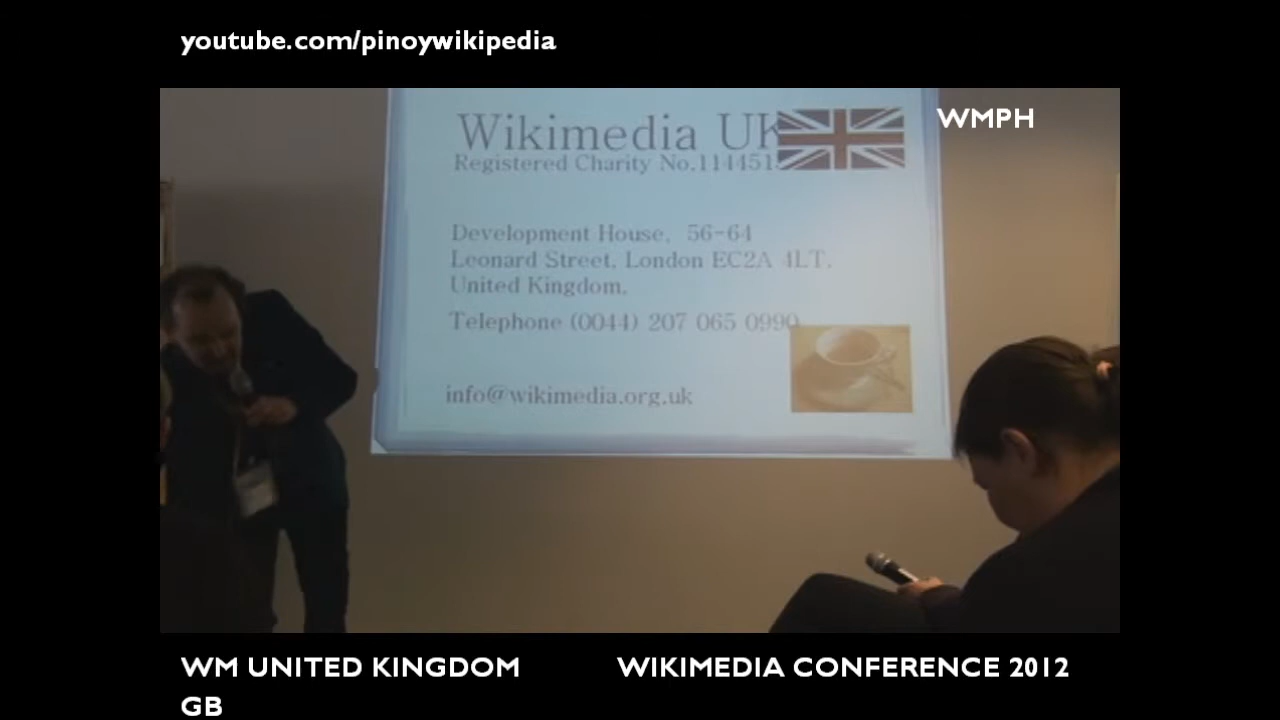 youtube.com/pinoywikipedia
WMPH
Wikimedia UK
Registered Charity No.114451
Development House, 56-64
Leonard Street, London EC2A 4LT,
United Kingdom.
Telephone (0044) 207 065 0990
info@wikimedia.org.uk
WM UNITED KINGDOM
WIKIMEDIA CONFERENCE 2012
GB